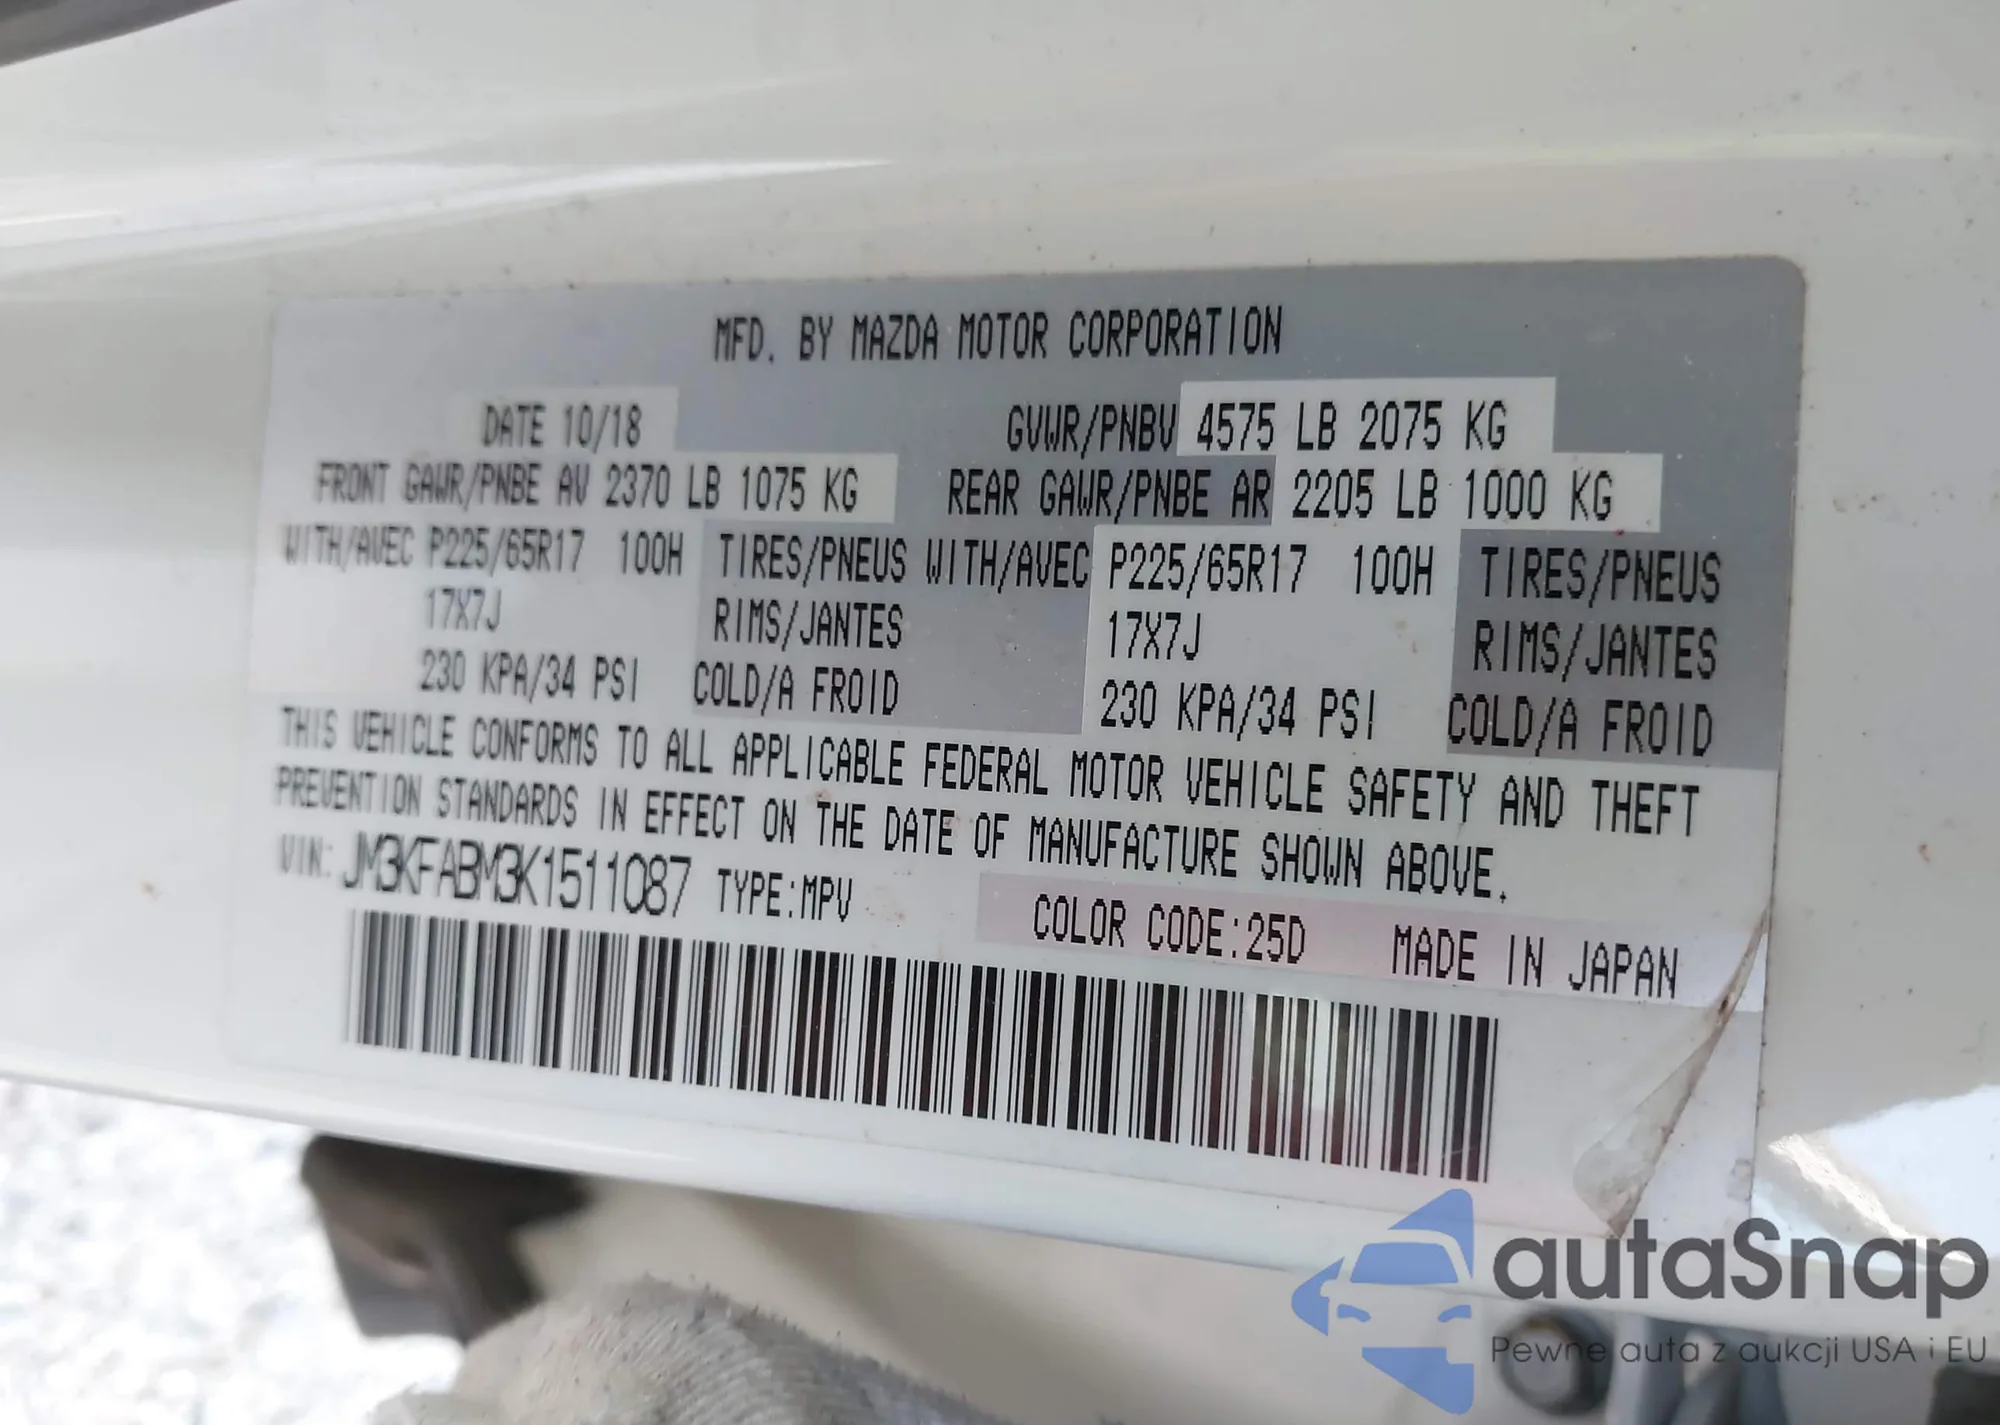 MFD. BY MAZDA MOTOR CORPORATION
DATE 10/18 GVWR/PNBV 4575 LB 2075 KG
FRONT GAWR/PNBE AV 2370 LB 1075 KG REAR GAWR/PNBE AR 2205 LB 1000 KG
WITH/AVEC P225/65R17 100H TIRES/PNEUS WITH/AVEC P225/65R17 100H TIRES/PNEUS
17X7J RIMS/JANTES 17X7J RIMS/JANTES
230 KPA/34 PSI COLD/A FROID 230 KPA/34 PSI COLD/A FROID
THIS VEHICLE CONFORMS TO ALL APPLICABLE FEDERAL MOTOR VEHICLE SAFETY AND THEFT
PREVENTION STANDARDS IN EFFECT ON THE DATE OF MANUFACTURE SHOWN ABOVE.
VIN: JM3KFABM3K1511087 TYPE:MPV
COLOR CODE:25D MADE IN JAPAN
autaSnap
Pewne auta z aukcji USA i EU